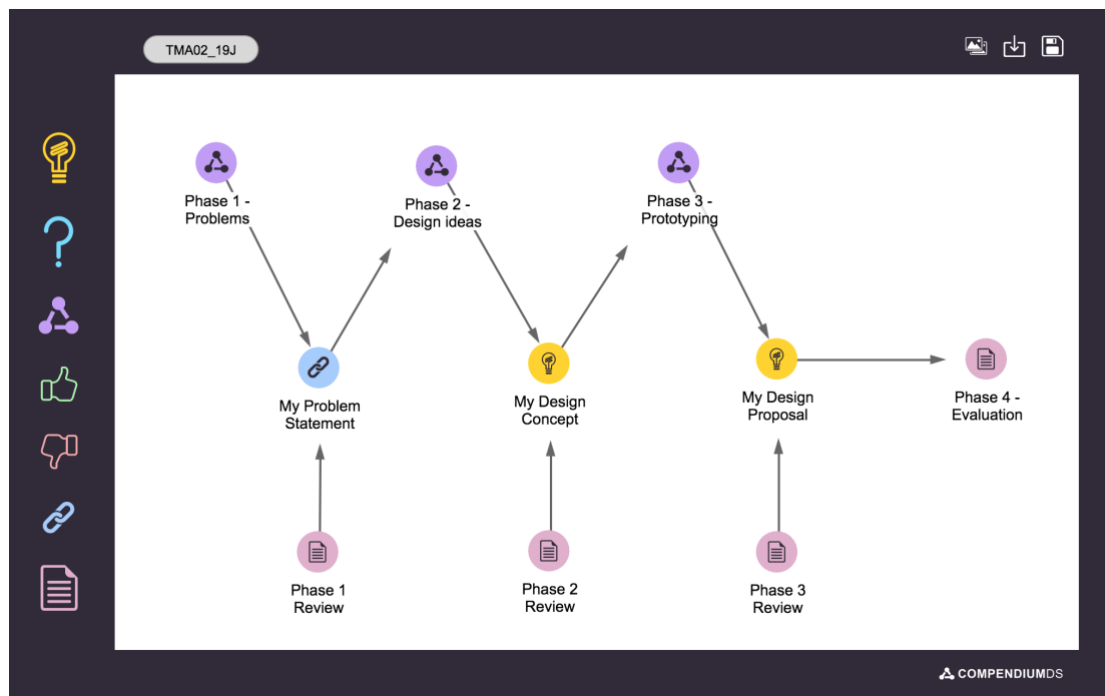 TMA02_19J
Phase 1 -
Problems
Phase 2 -
Design ideas
Phase 3 -
Prototyping
My Problem
Statement
My Design
Concept
My Design
Proposal
Phase 4 -
Evaluation
Phase 1
Review
Phase 2
Review
Phase 3
Review
COMPENDIUMDS